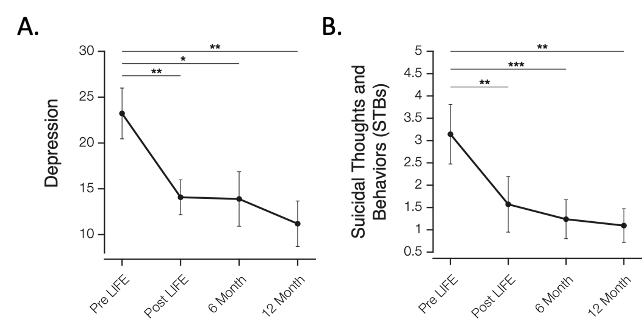 A.
**
*
**
30
25
20
15
10
Depression
Pre LIFE
Post LIFE
6 Month
12 Month
B.
**
***
**
5
4.5
4
3.5
3
2.5
2
1.5
1
0.5
Suicidal Thoughts and
Behaviors (STBs)
Pre LIFE
Post LIFE
6 Month
12 Month